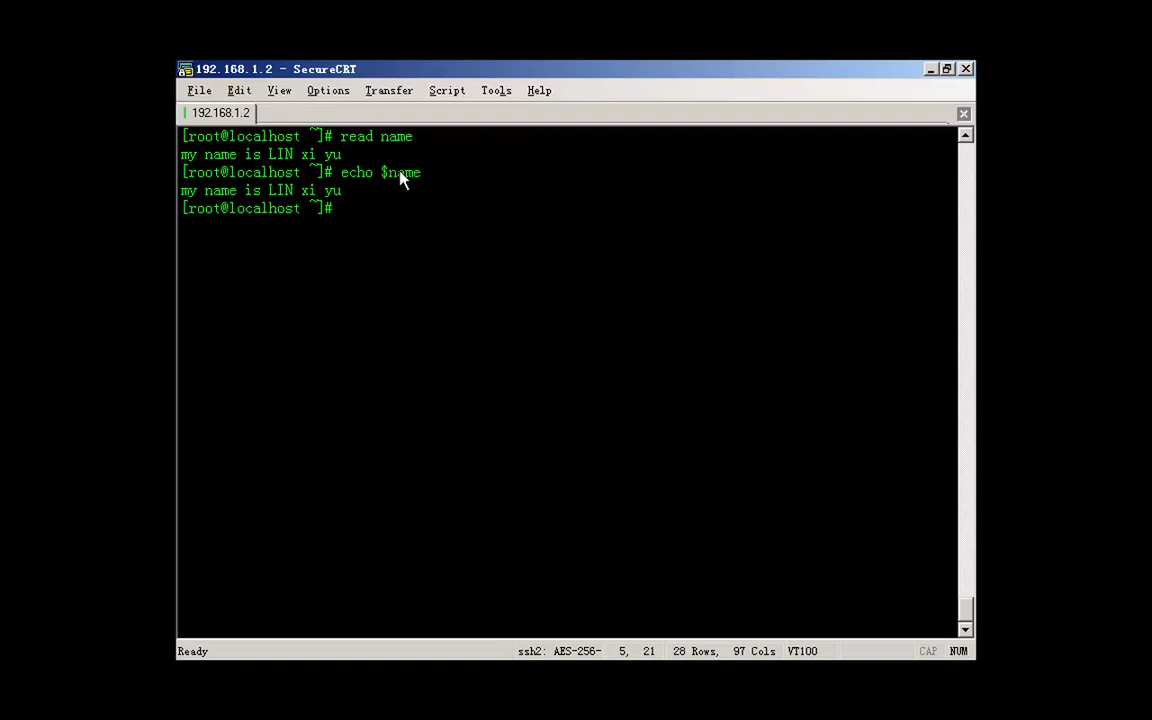 192.168.1.2 - SecureCRT
File Edit View Options Transfer Script Tools Help
192.168.1.2
[root@localhost ~]# read name
my name is LIN xi yu
[root@localhost ~]# echo $name
my name is LIN xi yu
[root@localhost ~]#
Ready ssh2: AES-256- 5, 21 28 Rows, 97 Cols VT100 CAP NUM